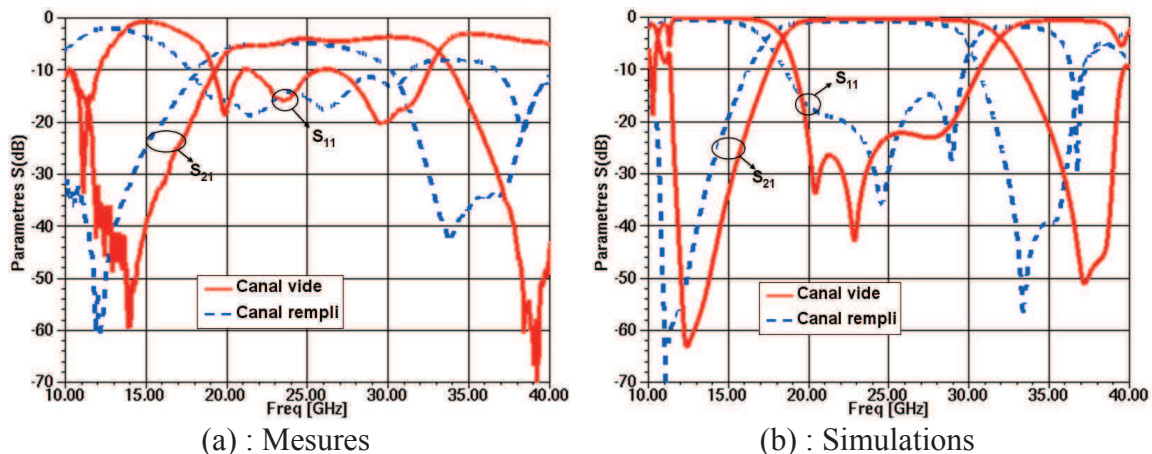 Parametres S(dB)
0
-10
-20
-30
-40
-50
-60
-70
S11
S21
Canal vide
Canal rempli
10.00 15.00 20.00 25.00 30.00 35.00 40.00
Freq [GHz]
(a) : Mesures
Parametres S(dB)
0
-10
-20
-30
-40
-50
-60
-70
S11
S21
Canal vide
Canal rempli
10.00 15.00 20.00 25.00 30.00 35.00 40.00
Freq [GHz]
(b) : Simulations